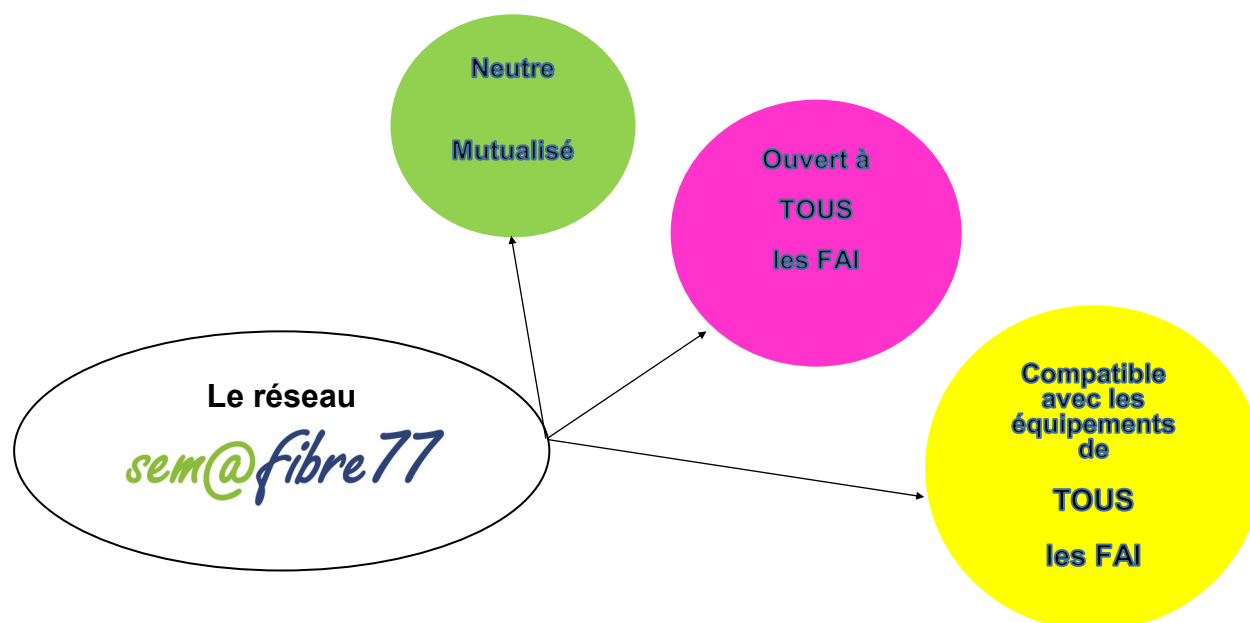 Neutre
Mutualisé
Ouvert à
TOUS
les FAI
Le réseau
sem@fibre77
Compatible
avec les
équipements
de
TOUS
les FAI